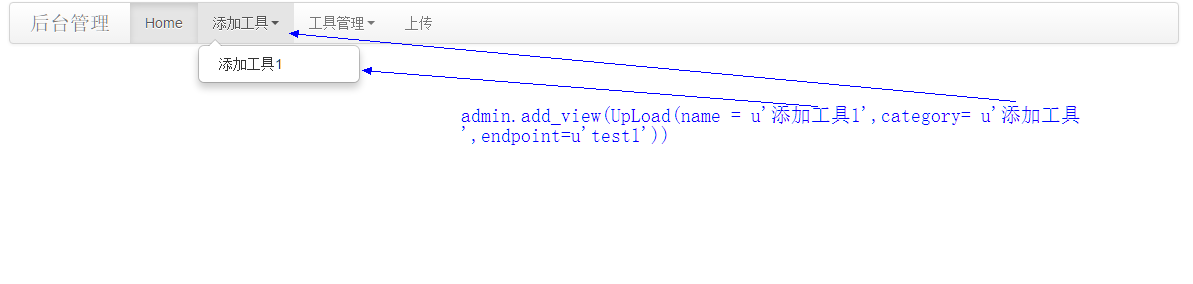 后台管理 Home 添加工具 工具管理 上传
添加工具1
admin.add_view(UpLoad(name = u'添加工具1',category= u'添加工具
',endpoint=u'test1'))